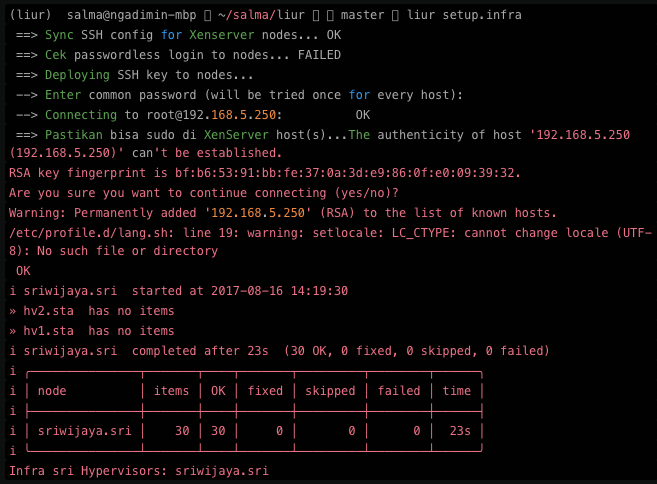 (liur) salma@ngadimin-mbp ~/salma/liur master liur setup.infra
==> Sync SSH config for Xenserver nodes... OK
==> Cek passwordless login to nodes... FAILED
==> Deploying SSH key to nodes...
--> Enter common password (will be tried once for every host):
--> Connecting to root@192.168.5.250: OK
==> Pastikan bisa sudo di XenServer host(s)...The authenticity of host '192.168.5.250
(192.168.5.250)' can't be established.
RSA key fingerprint is bf:b6:53:91:bb:fe:37:0a:3d:e9:86:0f:e0:09:39:32.
Are you sure you want to continue connecting (yes/no)?
Warning: Permanently added '192.168.5.250' (RSA) to the list of known hosts.
/etc/profile.d/lang.sh: line 19: warning: setlocale: LC_CTYPE: cannot change locale (UTF-
8): No such file or directory
OK
i sriwijaya.sri started at 2017-08-16 14:19:30
» hv2.sta has no items
» hv1.sta has no items
i sriwijaya.sri completed after 23s (30 OK, 0 fixed, 0 skipped, 0 failed)
i
i │ node │ items │ OK │ fixed │ skipped │ failed │ time │
i
i │ sriwijaya.sri │ 30 │ 30 │ 0 │ 0 │ 0 │ 23s │
i
Infra sri Hypervisors: sriwijaya.sri